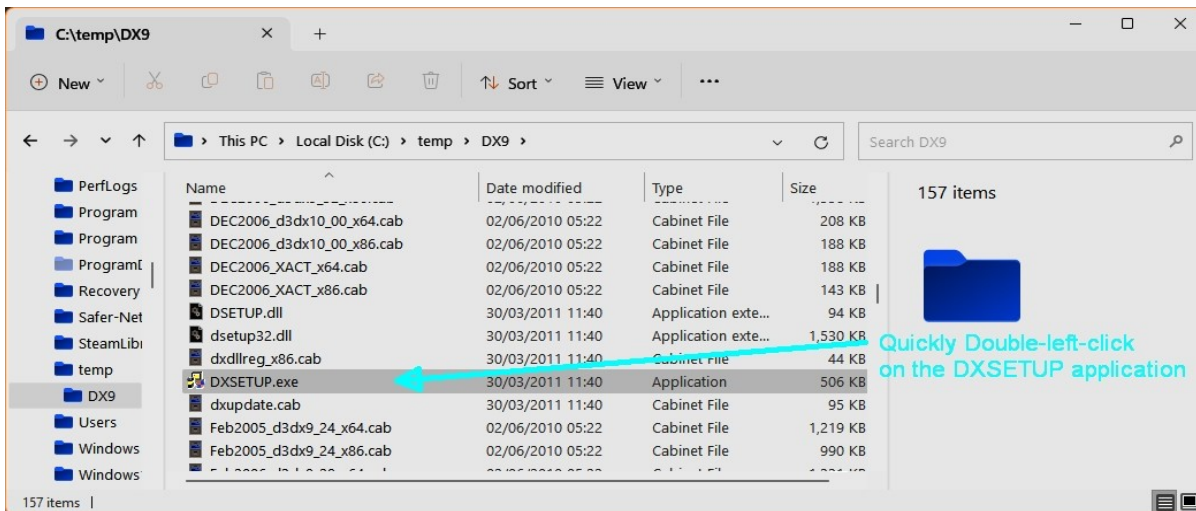 C:\temp\DX9
New
Sort
View
This PC > Local Disk (C:) > temp > DX9 >
Search DX9
PerfLogs
Program
Program
Recovery
Safer-Net
SteamLibr
temp
DX9
Users
Windows
Windows
Name Date modified Type Size
DEC2006_d3dx10_00_x64.cab 02/06/2010 05:22 Cabinet File 208 KB
DEC2006_d3dx10_00_x86.cab 02/06/2010 05:22 Cabinet File 188 KB
DEC2006_XACT_x64.cab 02/06/2010 05:22 Cabinet File 188 KB
DEC2006_XACT_x86.cab 02/06/2010 05:22 Cabinet File 143 KB
DSETUP.dll 30/03/2011 11:40 Application exte... 94 KB
dsetup32.dll 30/03/2011 11:40 Application exte... 1,530 KB
dxdllreg_x86.cab 30/03/2011 11:40 Cabinet File 44 KB
DXSETUP.exe 30/03/2011 11:40 Application 506 KB
dxupdate.cab 30/03/2011 11:40 Cabinet File 95 KB
Feb2005_d3dx9_24_x64.cab 02/06/2010 05:22 Cabinet File 1,219 KB
Feb2005_d3dx9_24_x86.cab 02/06/2010 05:22 Cabinet File 990 KB
157 items
Quickly Double-left-click
on the DXSETUP application
157 items